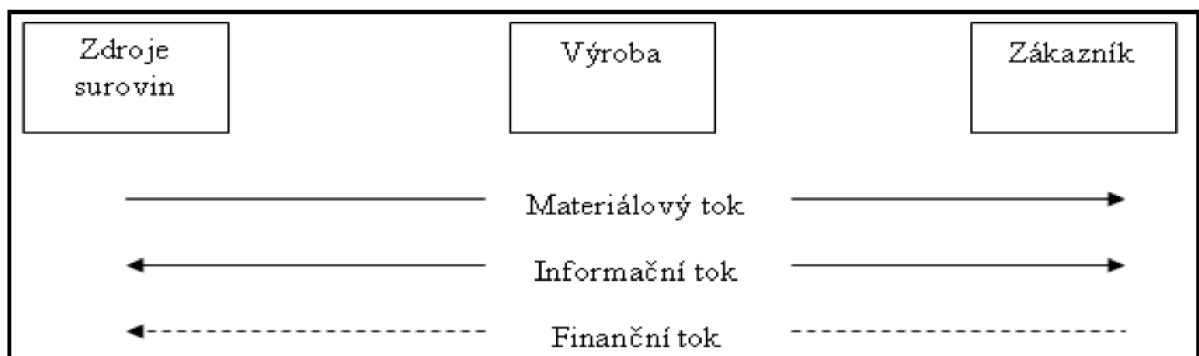 Zdroje
surovin
Výroba
Zákazník
Materiálový tok
Informační tok
Finanční tok